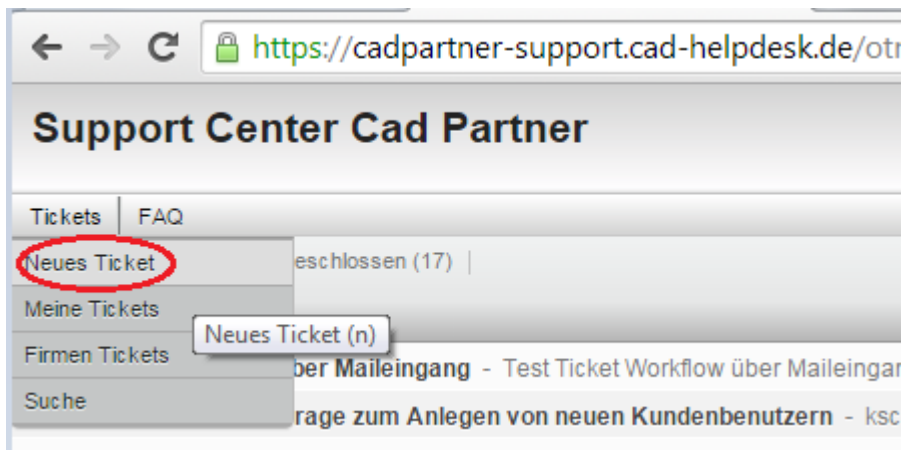 https://cadpartner-support.cad-helpdesk.de/otr
Support Center Cad Partner
Tickets FAQ
Neues Ticket eschlossen (17)
Meine Tickets
Neues Ticket (n)
Firmen Tickets
ber Maileingang - Test Ticket Workflow über Maileingan
Suche
rage zum Anlegen von neuen Kundenbenutzern - ksc